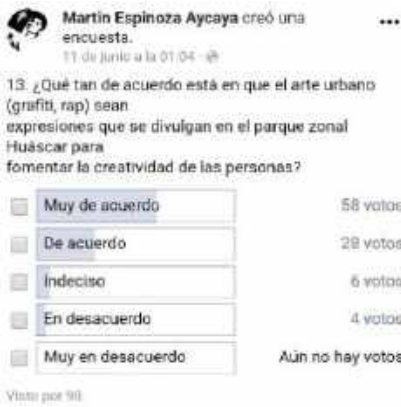 Martin Espinoza Aycaya creó una
encuesta.
11 de junio a la 01:04
13. ¿Qué tan de acuerdo está en que el arte urbano
(grafiti, rap) sean
expresiones que se divulgan en el parque zonal
Huáscar para
fomentar la creatividad de las personas?
Muy de acuerdo 58 votos
De acuerdo 28 votos
Indeciso 6 votos
En desacuerdo 4 votos
Muy en desacuerdo Aún no hay votos
Visto por 98